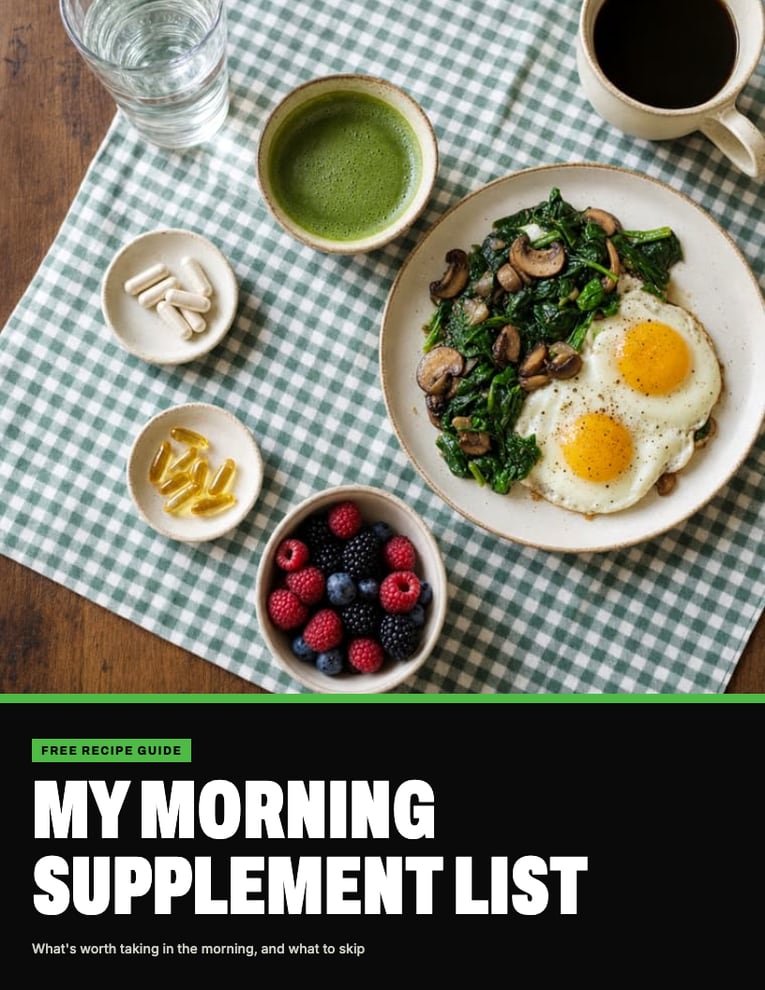 FREE RECIPE GUIDE
MY MORNING
SUPPLEMENT LIST
What's worth taking in the morning, and what to skip